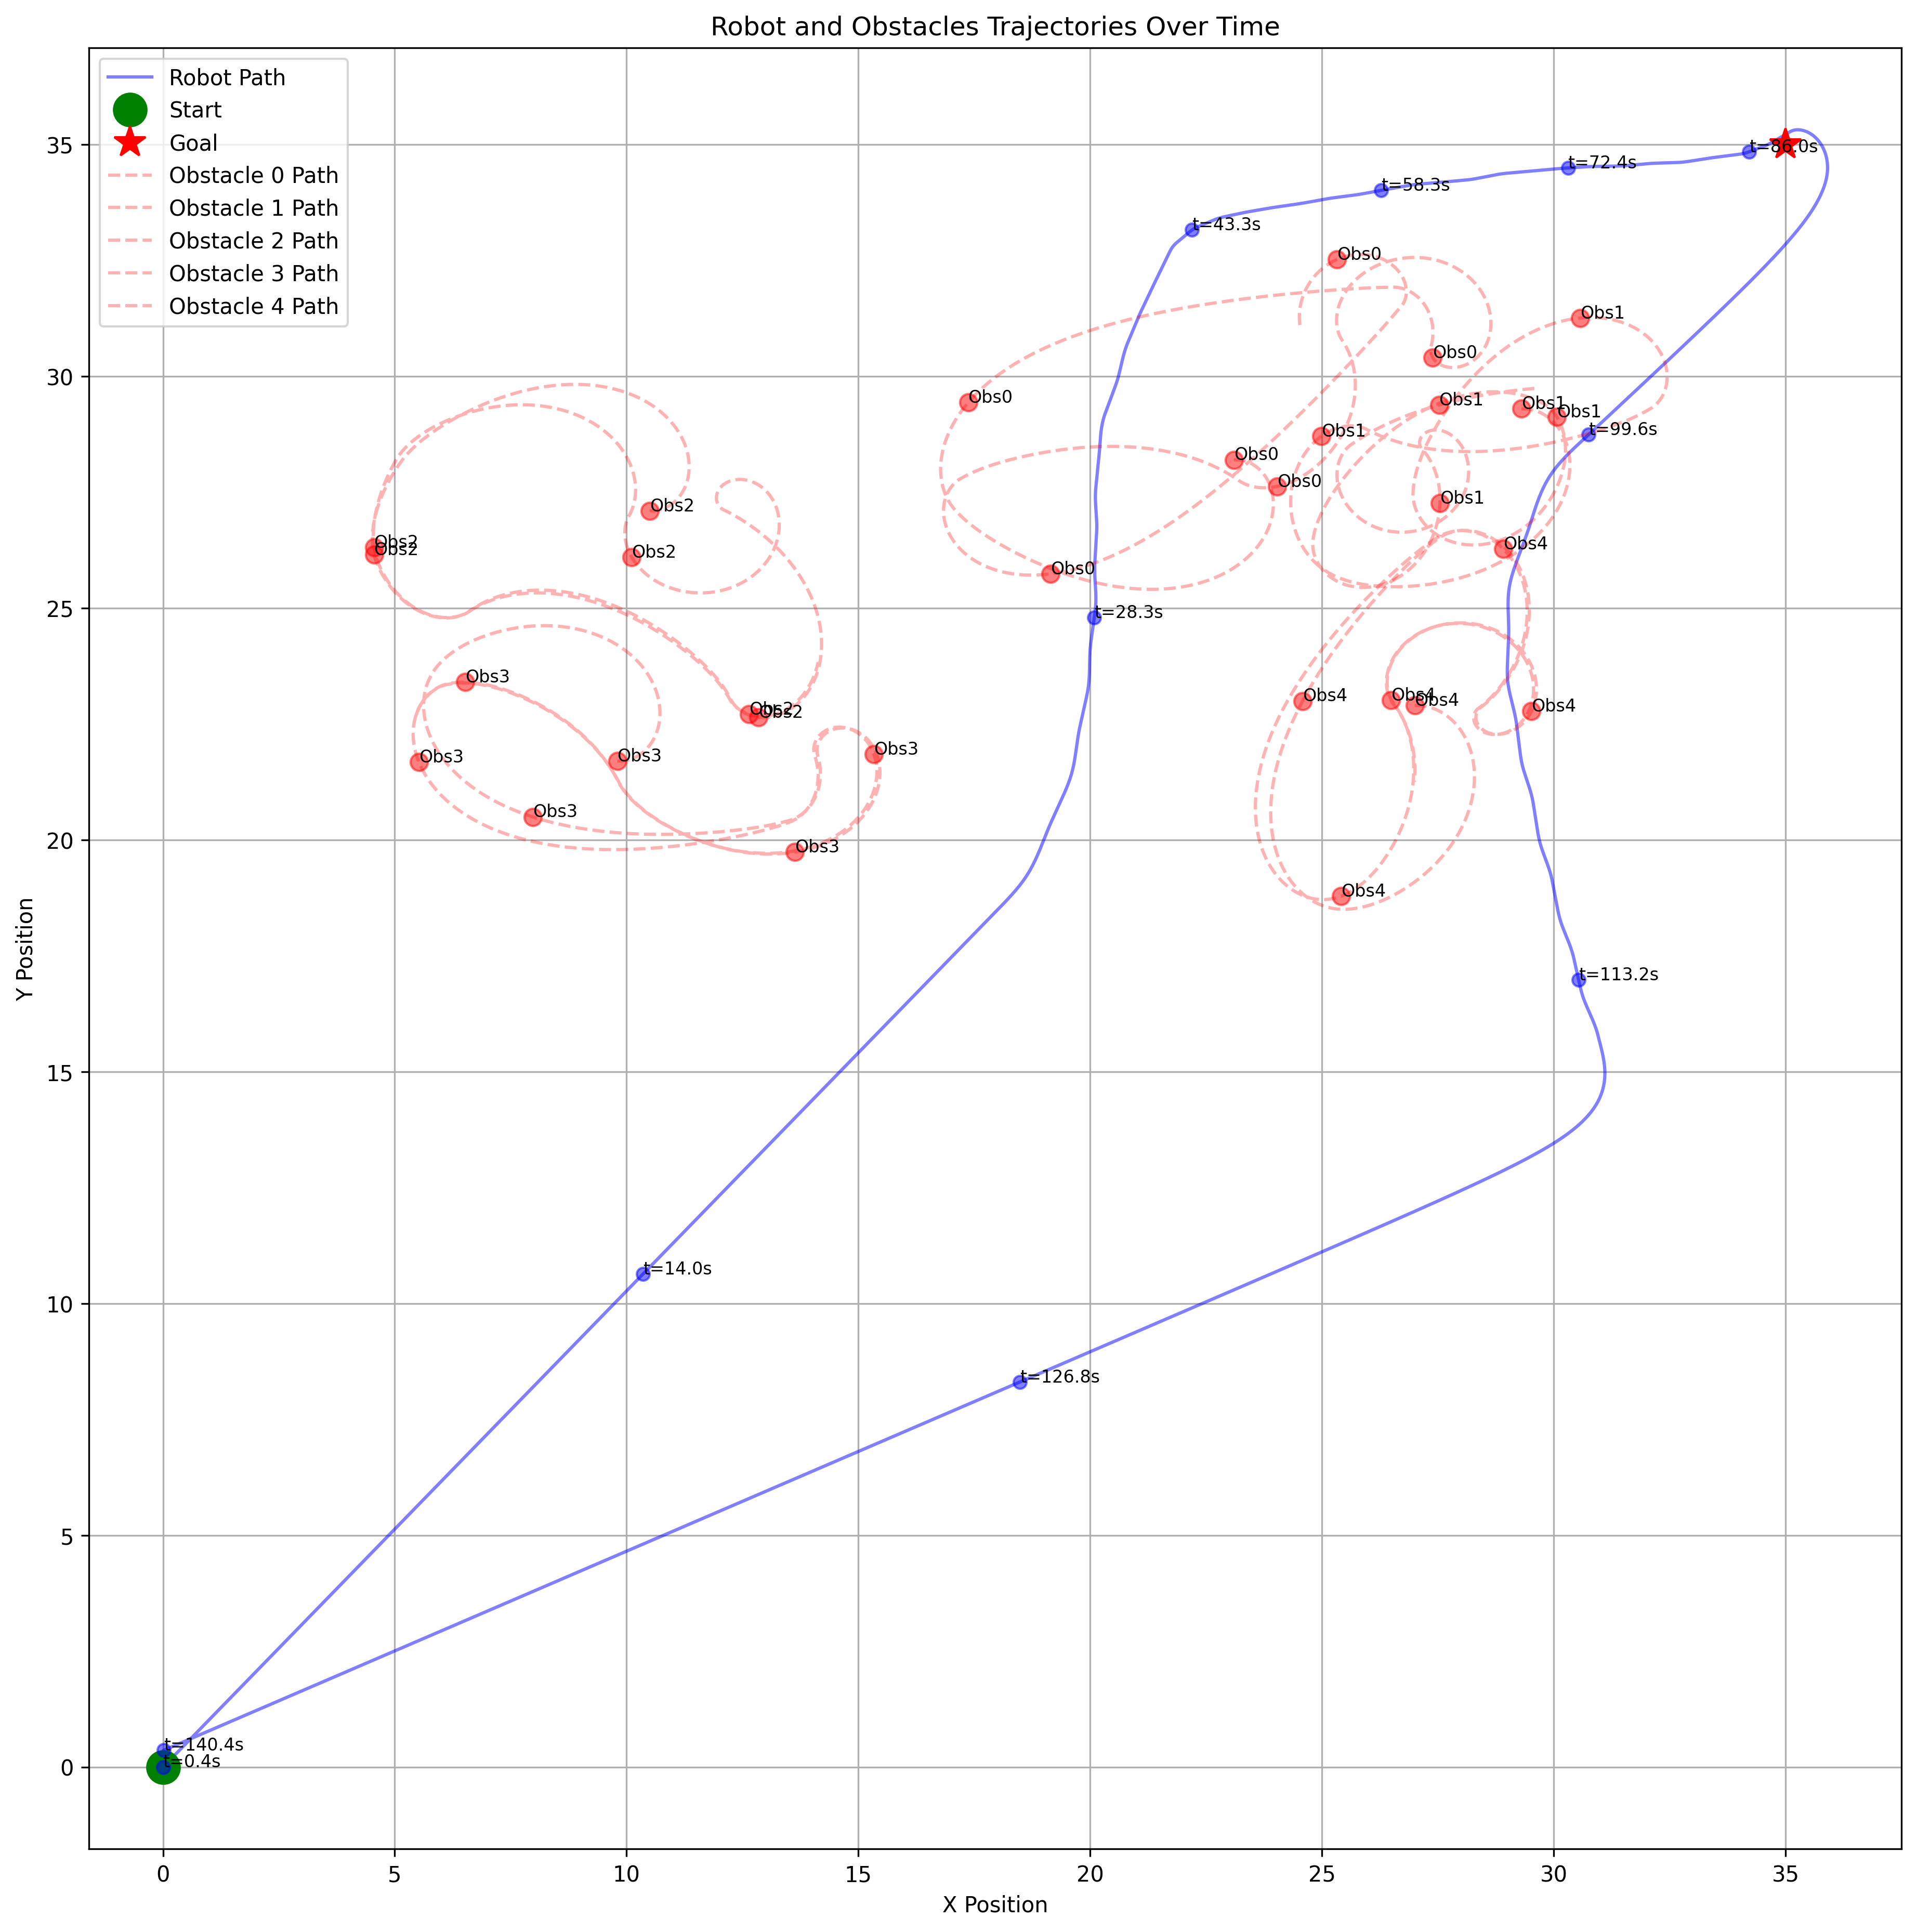 Robot and Obstacles Trajectories Over Time
Robot Path
Start
Goal
Obstacle 0 Path
Obstacle 1 Path
Obstacle 2 Path
Obstacle 3 Path
Obstacle 4 Path
35
30
25
20
15
10
5
0
Y Position
t=86.0s
t=72.4s
t=58.3s
t=43.3s
Obs0
Obs1
Obs0
Obs0
Obs1
Obs1
Obs1
Obs1
t=99.6s
Obs0
Obs0
Obs1
Obs2
Obs2
Obs2
Obs2
Obs4
Obs0
t=28.3s
Obs3
Obs4
Obs4
Obs4
Obs4
Obs2
Obs2
Obs3
Obs3
Obs3
Obs3
Obs3
Obs4
t=113.2s
t=14.0s
t=126.8s
t=140.4s
t=0.4s
0
5
10
15
20
25
30
35
X Position